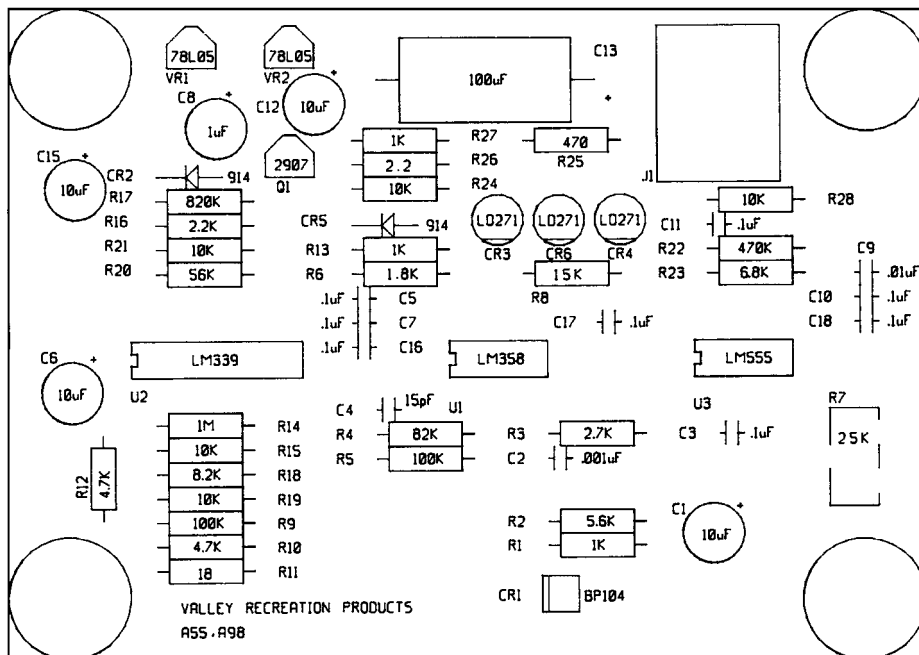 78L05 78L05
VR1 VR2
C8 C12 C13
1uF 10uF 100uF
C15 2907 1K R27 470
10uF CR2 914 Q1 2.2 R26 R25 J1
R17 820K 10K R24 10K R28
R16 2.2K CR5 914 LD271 LD271 LD271 C11 .1uF
R21 10K R13 1K CR3 CR6 CR4 R22 470K C9
R20 56K R6 1.8K 15K R23 6.8K .01uF
.1uF C5 R8 C10 .1uF
.1uF C7 C17 .1uF C18 .1uF
.1uF C16
C6 LM339 LM358 LM555
10uF U2 C4 15pF U1 U3 R7
1M R14 R4 82K R3 2.7K C3 .1uF 25K
10K R15 R5 100K C2 .001uF
R12 4.7K 8.2K R18
10K R19 C1
100K R9 R2 5.6K 10uF
4.7K R10 R1 1K
18 R11
CR1 BP104
VALLEY RECREATION PRODUCTS
A55,A98